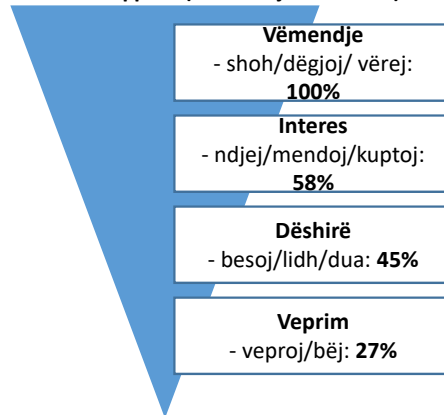 Vëmendje
- shoh/dëgjoj/ vërej:
100%
Interes
- ndjej/mendoj/kuptoj:
58%
Dëshirë
- besoj/lidh/dua: 45%
Veprim
- veproj/bëj: 27%